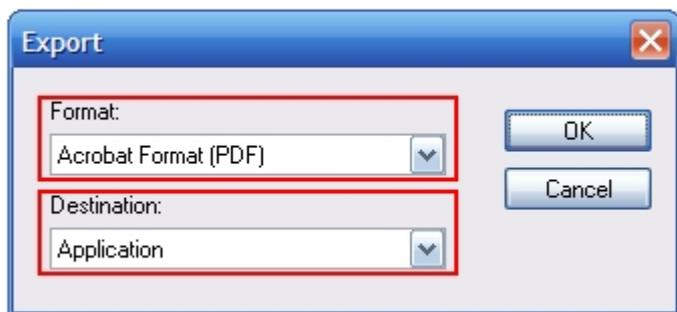 Export
Format:
Acrobat Format (PDF)
OK
Cancel
Destination:
Application